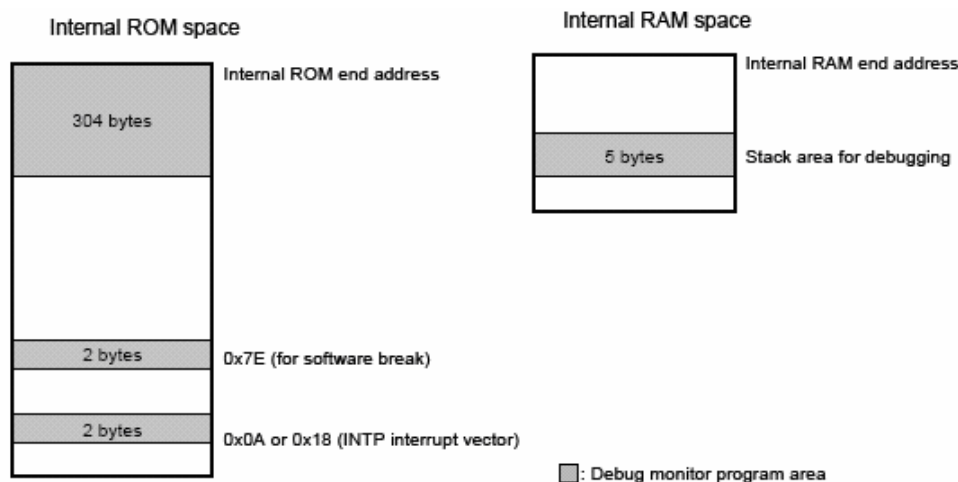 Internal ROM space
Internal ROM end address
304 bytes
2 bytes
0x7E (for software break)
2 bytes
0x0A or 0x18 (INTP interrupt vector)
Internal RAM space
Internal RAM end address
5 bytes
Stack area for debugging
: Debug monitor program area